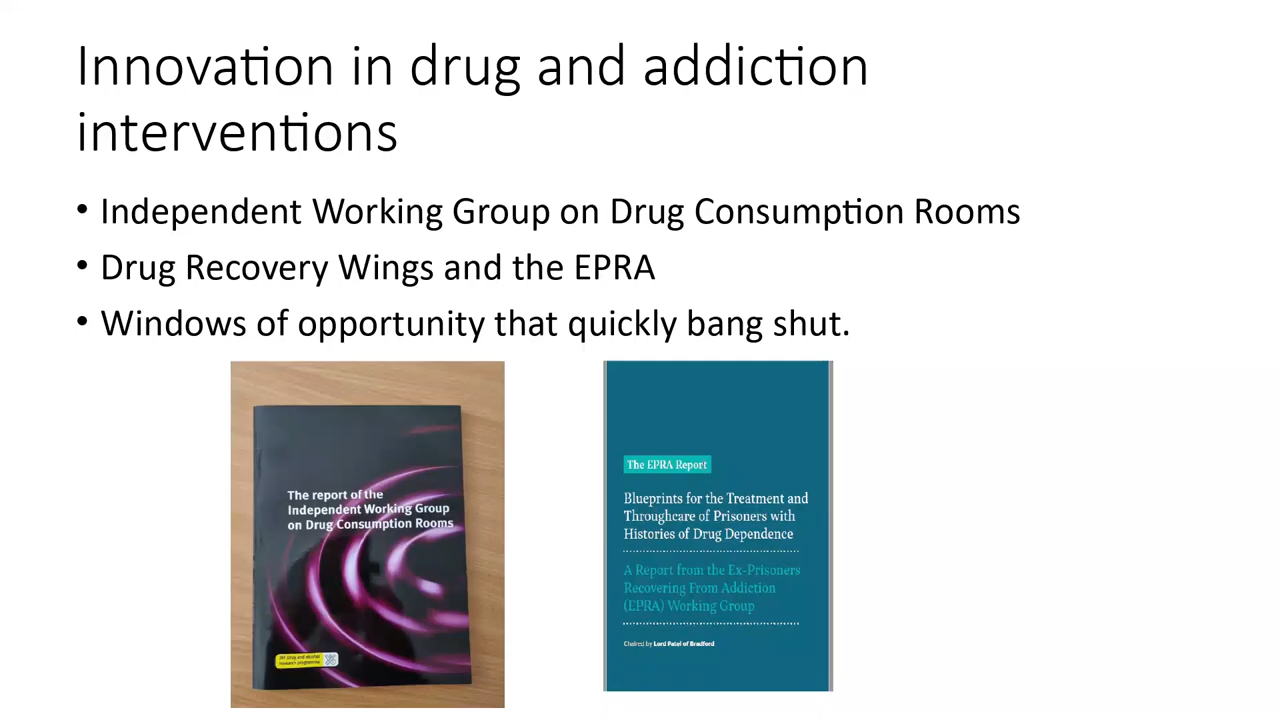 Innovation in drug and addiction
interventions
• Independent Working Group on Drug Consumption Rooms
• Drug Recovery Wings and the EPRA
• Windows of opportunity that quickly bang shut.
The report of the
Independent Working Group
on Drug Consumption Rooms
The EPRA Report
Blueprints for the Treatment and
Throughcare of Prisoners with
Histories of Drug Dependence
A Report from the Ex-Prisoners
Recovering From Addiction
(EPRA) Working Group
Chaired by Lord Patel of Bradford